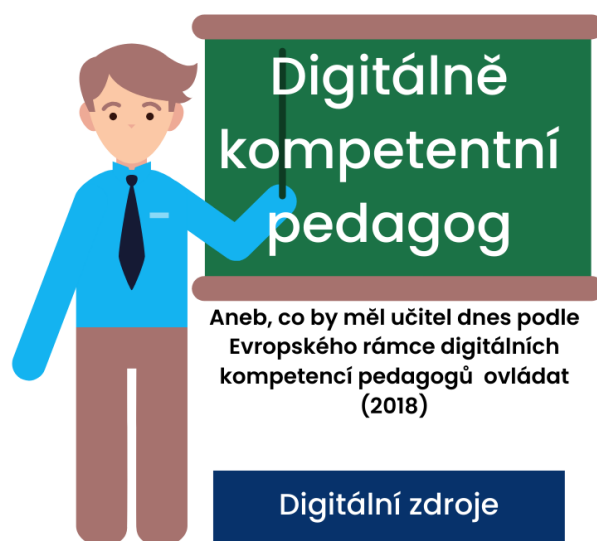 Digitálně
kompetentní
pedagog
Aneb, co by měl učitel dnes podle
Evropského rámce digitálních
kompetencí pedagogů ovládat
(2018)
Digitální zdroje